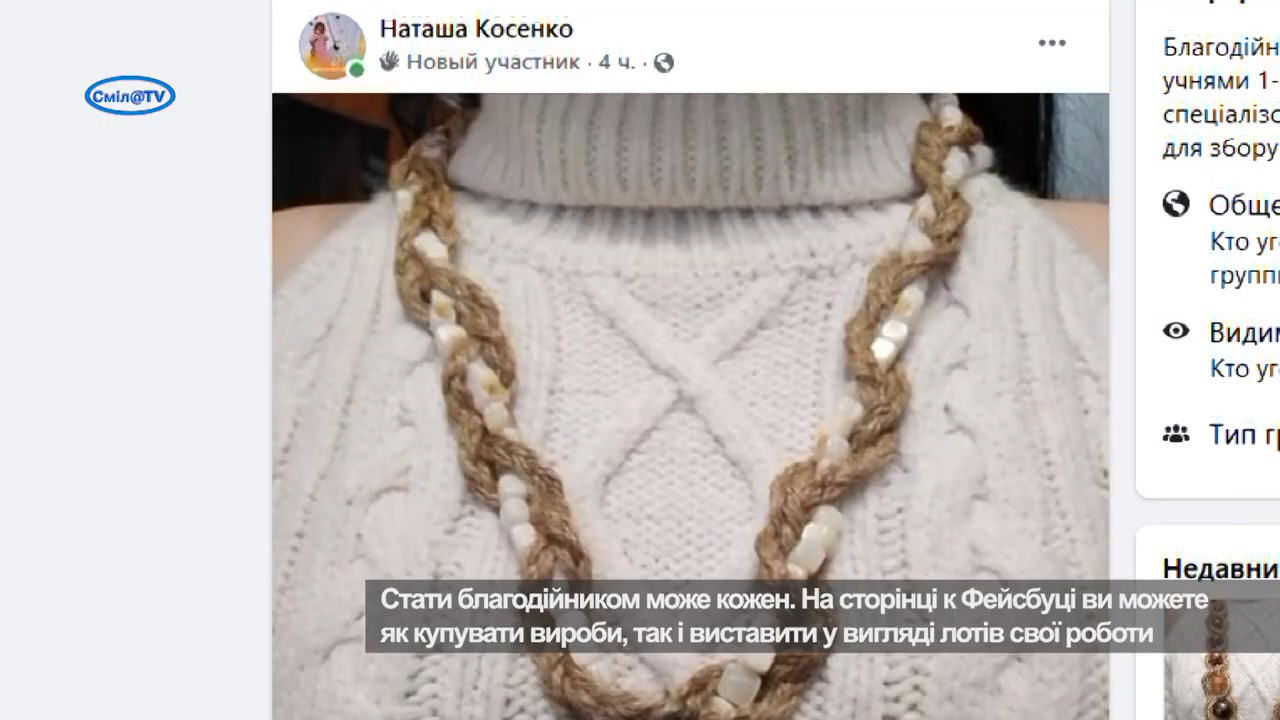 Наташа Косенко
Новый участник · 4 ч. ·
Сміл@TV
Благодійн
учнями 1-
спеціалізо
для збору
Обще
Кто уг
групп
Види
Кто уг
Тип г
Недавни
Стати благодійником може кожен. На сторінці к Фейсбуці ви можете
як купувати вироби, так і виставити у вигляді лотів свої роботи